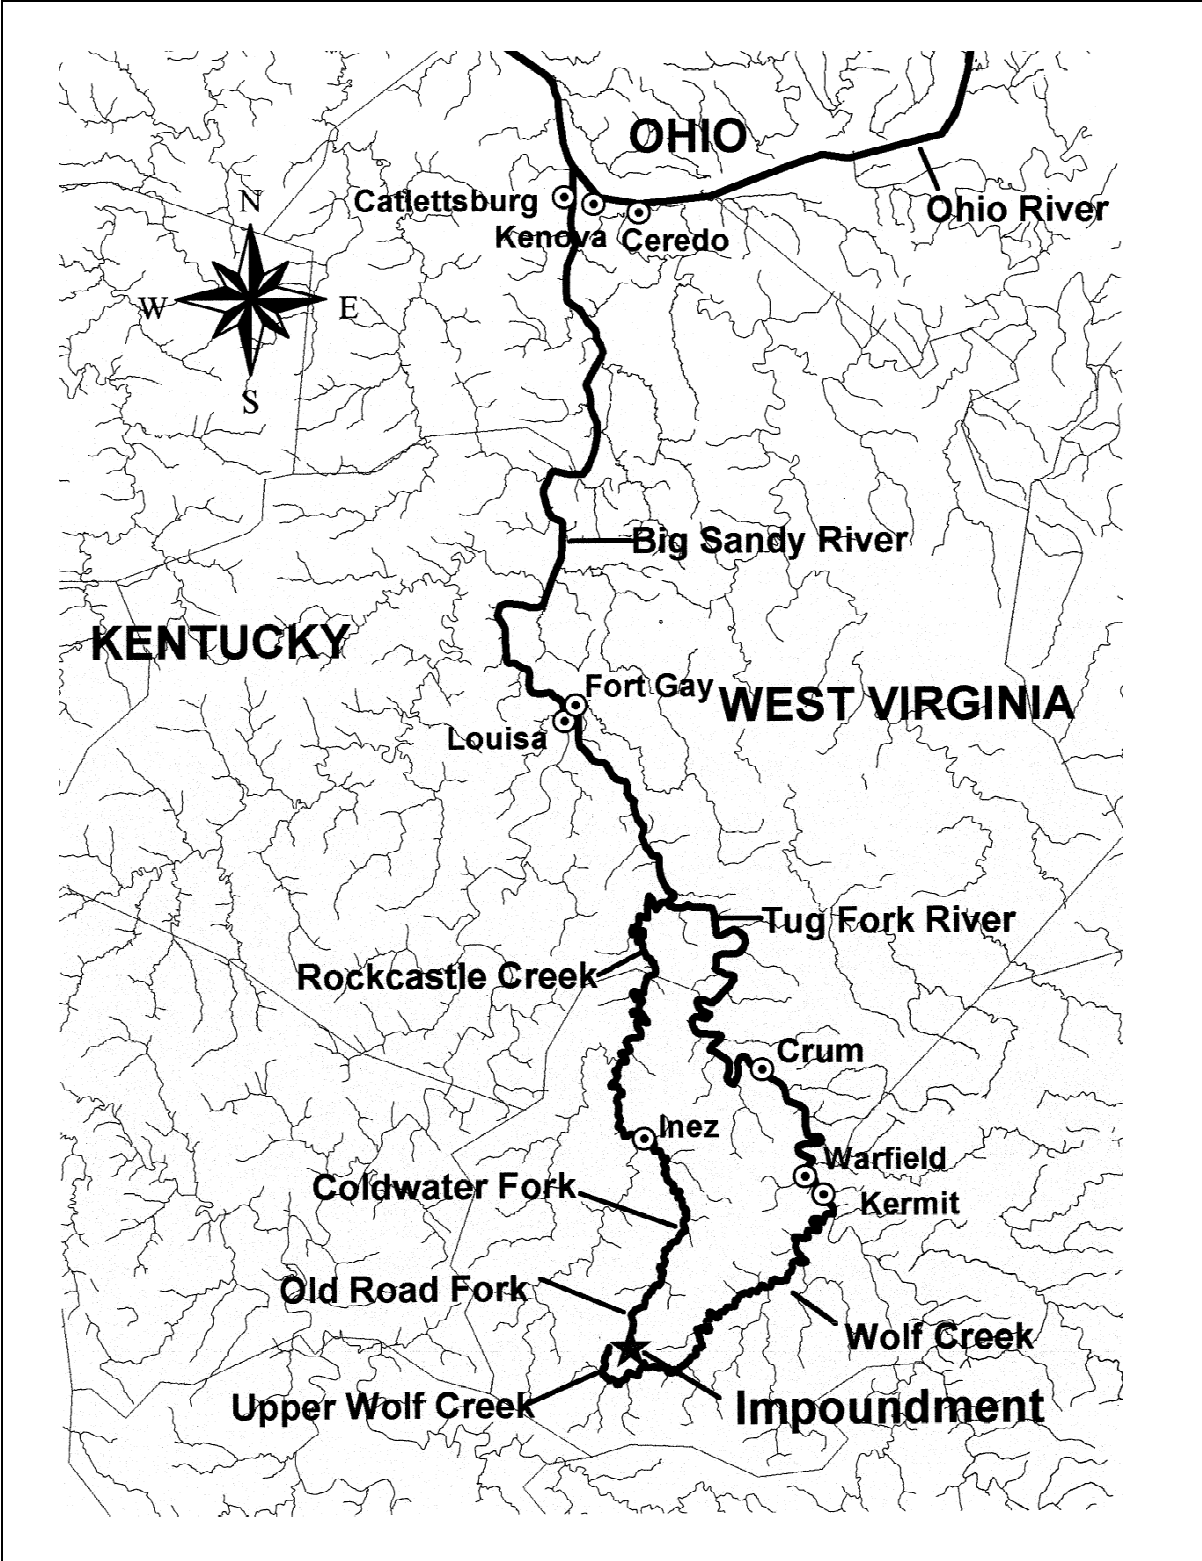 OHIO
Catlettsburg
N
Ohio River
Kenova
Ceredo
W
E
S
Big Sandy River
KENTUCKY
Fort Gay
WEST VIRGINIA
Louisa
Tug Fork River
Rockcastle Creek
Crum
Inez
Warfield
Coldwater Fork
Kermit
Old Road Fork
Wolf Creek
Upper Wolf Creek
Impoundment